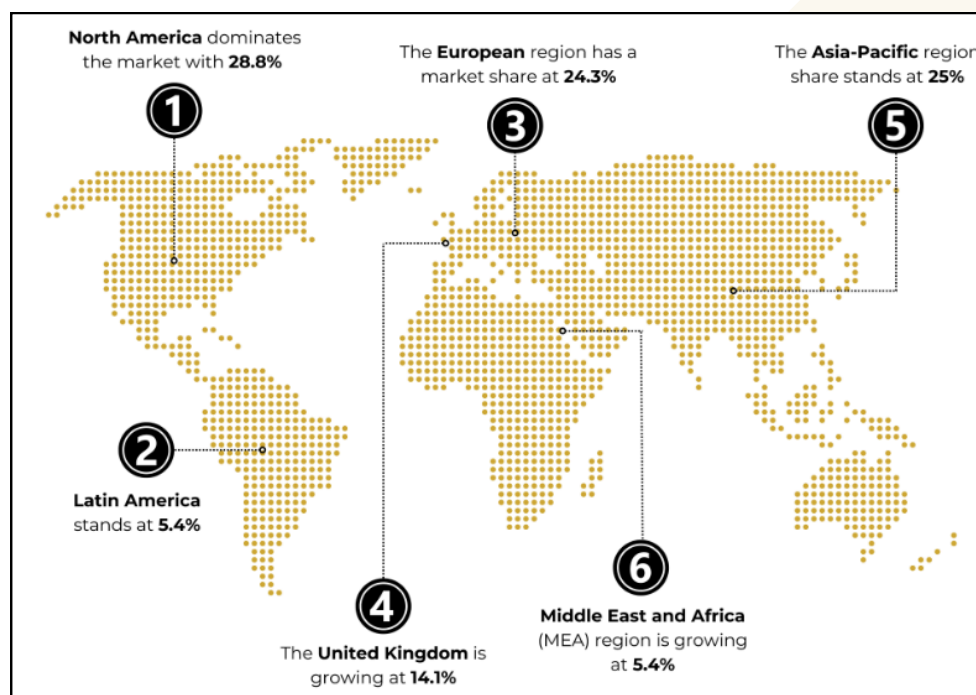 North America dominates
the market with 28.8%
1
2
Latin America
stands at 5.4%
The European region has a
market share at 24.3%
3
4
The United Kingdom is
growing at 14.1%
The Asia-Pacific region
share stands at 25%
5
6
Middle East and Africa
(MEA) region is growing
at 5.4%